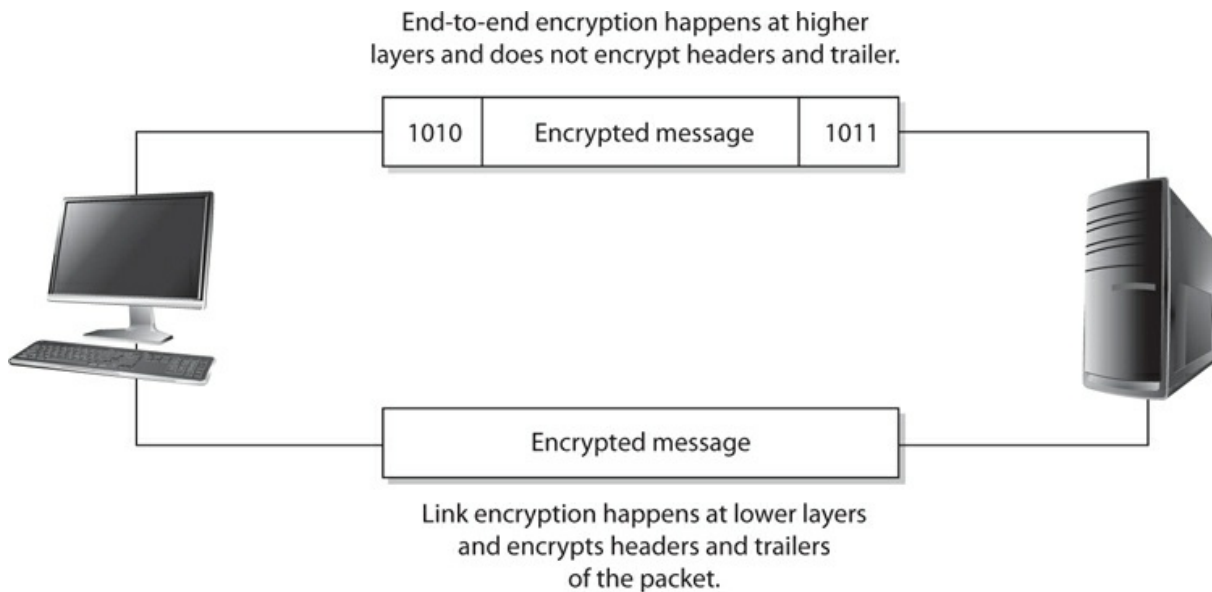 End-to-end encryption happens at higher
layers and does not encrypt headers and trailer.
1010 Encrypted message 1011
Encrypted message
Link encryption happens at lower layers
and encrypts headers and trailers
of the packet.